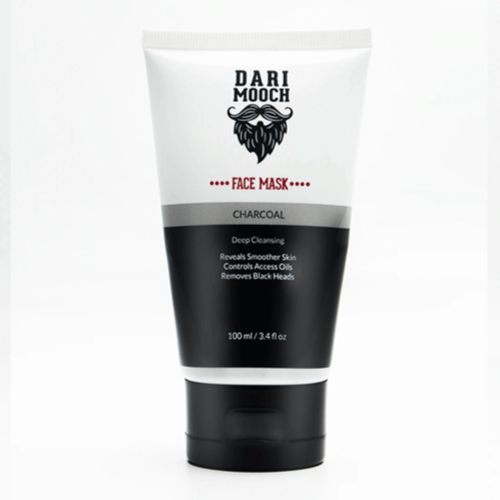 DARI
MOOCH
FACE MASK
CHARCOAL
Deep Cleansing
Reveals Smoother Skin
Controls Access Oils
Removes Black Heads
100 ml / 3.4 fl oz